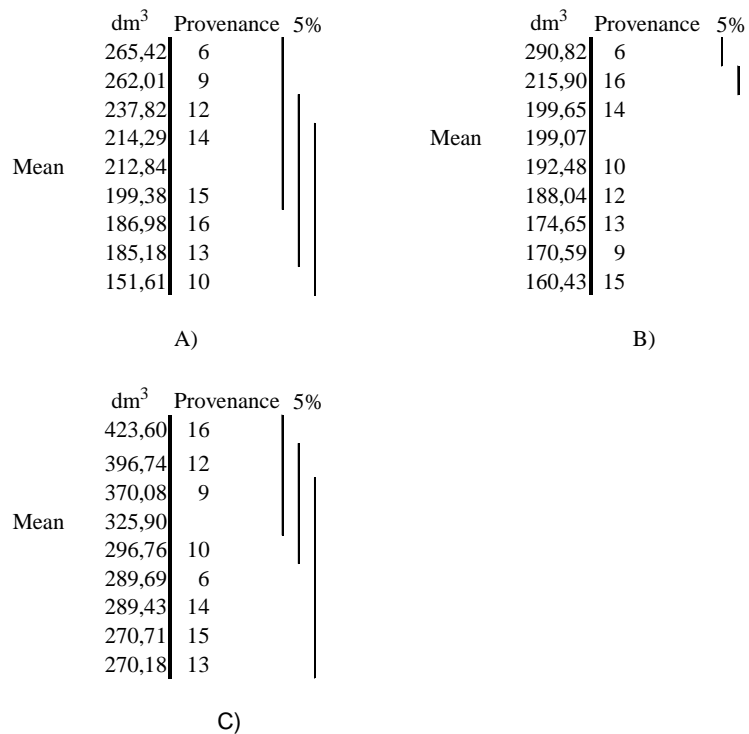 dm3 Provenance 5%
265,42 6
262,01 9
237,82 12
214,29 14
Mean 212,84
199,38 15
186,98 16
185,18 13
151,61 10
A)
dm3 Provenance 5%
290,82 6
215,90 16
199,65 14
Mean 199,07
192,48 10
188,04 12
174,65 13
170,59 9
160,43 15
B)
dm3 Provenance 5%
423,60 16
396,74 12
370,08 9
Mean 325,90
296,76 10
289,69 6
289,43 14
270,71 15
270,18 13
C)